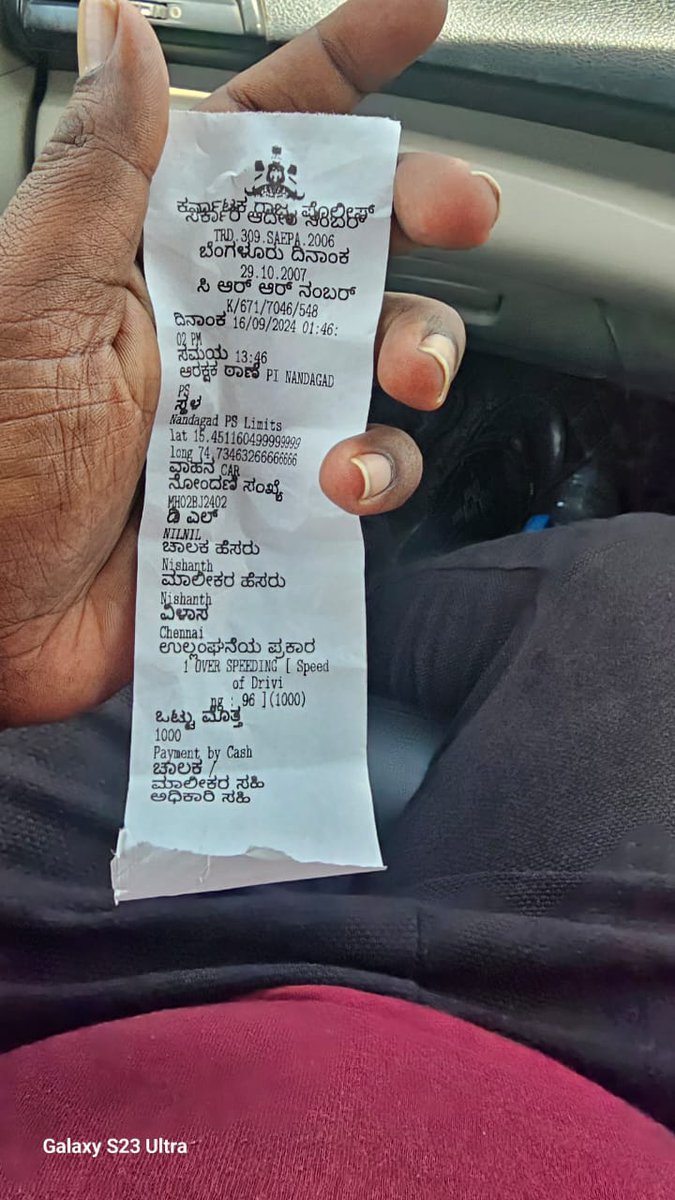 ಕರ್ನಾಟಕ ರಾಜ್ಯ ಪೊಲೀಸ್
ಸರ್ಕಾರಿ ಆದೇಶ ನಂಬರ್
TRD.309.SAEPA.2006
ಬೆಂಗಳೂರು ದಿನಾಂಕ
29.10.2007
ಸಿ ಆರ್ ಆರ್ ನಂಬರ್
K/671/7046/548
ದಿನಾಂಕ 16/09/2024 01:46:
02 PM
ಸಮಯ 13:46
ಆರಕ್ಷಕ ಠಾಣೆ PI NANDAGAD
PS
ಸ್ಥಳ
Nandagad PS Limits
lat 15.451160499999999
long 74.73463266666666
ವಾಹನ CAR
ನೋಂದಣಿ ಸಂಖ್ಯೆ
MH02BJ2402
ಡಿ ಎಲ್
NILNIL
ಚಾಲಕ ಹೆಸರು
Nishanth
ಮಾಲೀಕರ ಹೆಸರು
Nishanth
ವಿಳಾಸ
Chennai
ಉಲ್ಲಂಘನೆಯ ಪ್ರಕಾರ
1 OVER SPEEDING [ Speed
of Drivi
ng : 96 ](1000)
ಒಟ್ಟು ಮೊತ್ತ
1000
Payment by Cash
ಚಾಲಕ /
ಮಾಲೀಕರ ಸಹಿ
ಅಧಿಕಾರಿ ಸಹಿ
Galaxy S23 Ultra